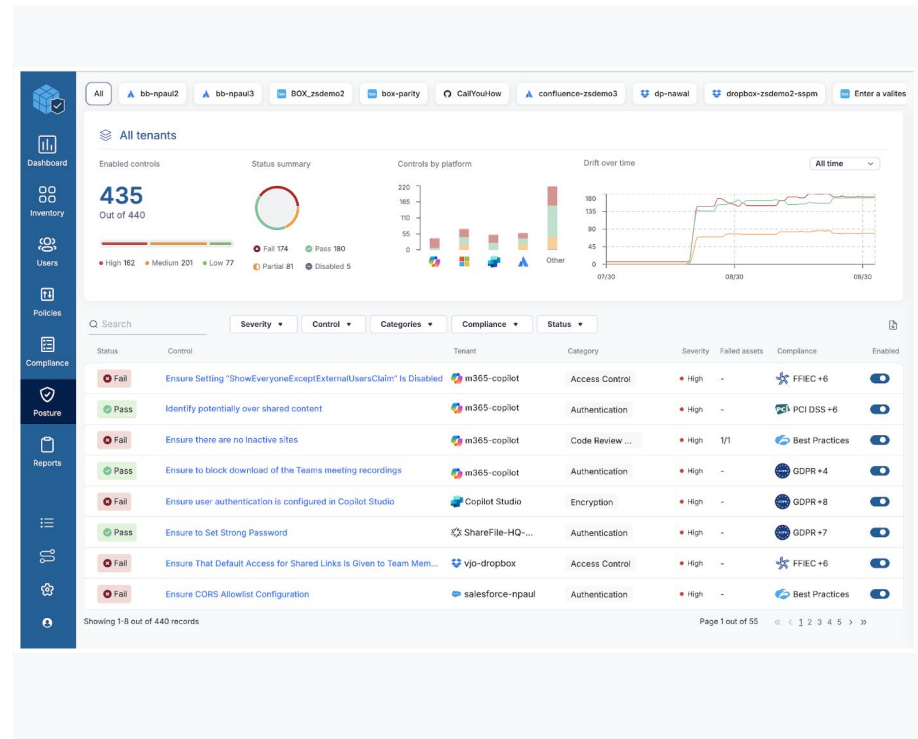 All bb-npaul2 bb-npaul3 BOX_zsdemo2 box-parity CallYouHow confluence-zsdemo3 dp-nawal dropbox-zsdemo2-sspm Enter a valites
Dashboard
Inventory
Users
Policies
Compliance
Posture
Reports
All tenants
Enabled controls
435
Out of 440
High 162 Medium 201 Low 77
Status summary
Fail 174 Pass 180
Partial 81 Disabled 5
Controls by platform
220
165
110
55
0
Other
Drift over time
All time
180
135
90
45
0
07/30 08/30 09/30
Search Severity Control Categories Compliance Status
Status Control Tenant Category Severity Failed assets Compliance Enabled
Fail Ensure Setting "ShowEveryoneExceptExternalUsersClaim" Is Disabled m365-copilot Access Control High - FFIEC +6
Pass Identify potentially over shared content m365-copilot Authentication High - PCI DSS +6
Fail Ensure there are no Inactive sites m365-copilot Code Review ... High 1/1 Best Practices
Pass Ensure to block download of the Teams meeting recordings m365-copilot Authentication High - GDPR +4
Fail Ensure user authentication is configured in Copilot Studio Copilot Studio Encryption High - GDPR +8
Pass Ensure to Set Strong Password ShareFile-HQ-... Authentication High - GDPR +7
Fail Ensure That Default Access for Shared Links Is Given to Team Mem... vjo-dropbox Access Control High - FFIEC +6
Fail Ensure CORS Allowlist Configuration salesforce-npaul Authentication High - Best Practices
Showing 1-8 out of 440 records Page 1 out of 55 « < 1 2 3 4 5 > »